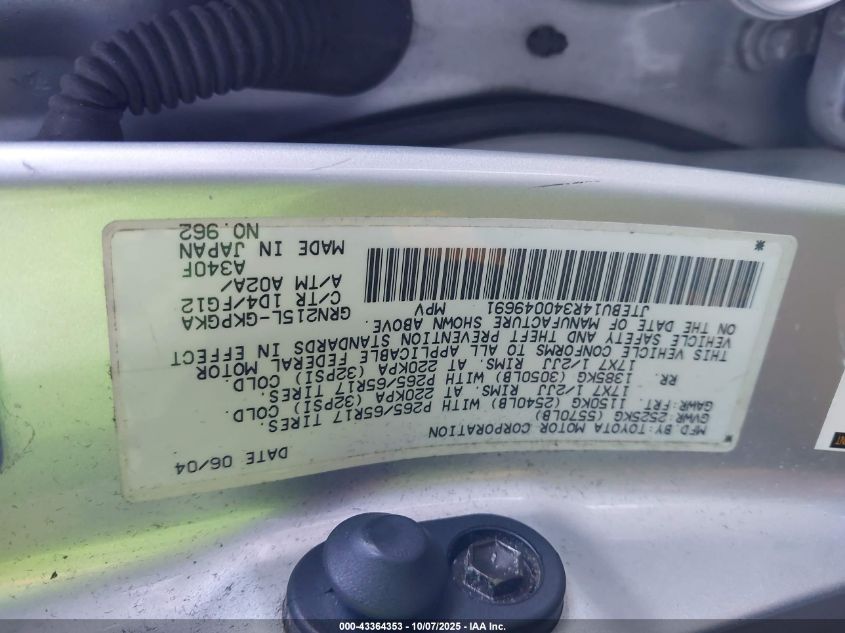 MFD. BY: TOYOTA MOTOR CORPORATION DATE 06/04
GVWR 2525KG (5570LB)
GAWR: FRT. 1150KG (2540LB) WITH P265/65R17 TIRES.
17X7 1/2JJ RIMS. AT 220KPA (32PSI) COLD.
RR. 1385KG (3050LB) WITH P265/65R17 TIRES.
17X7 1/2JJ RIMS. AT 220KPA (32PSI) COLD.
THIS VEHICLE CONFORMS TO ALL APPLICABLE FEDERAL MOTOR
VEHICLE SAFETY AND THEFT PREVENTION STANDARDS IN EFFECT
ON THE DATE OF MANUFACTURE SHOWN ABOVE.
JTEBU14R340049691 MPV
GRN215L-GKPGKA
C/TR 1D4/FG12
A/TM A02A/
A340F
MADE IN JAPAN
NO.962
000-43364353 - 10/07/2025 - IAA Inc.